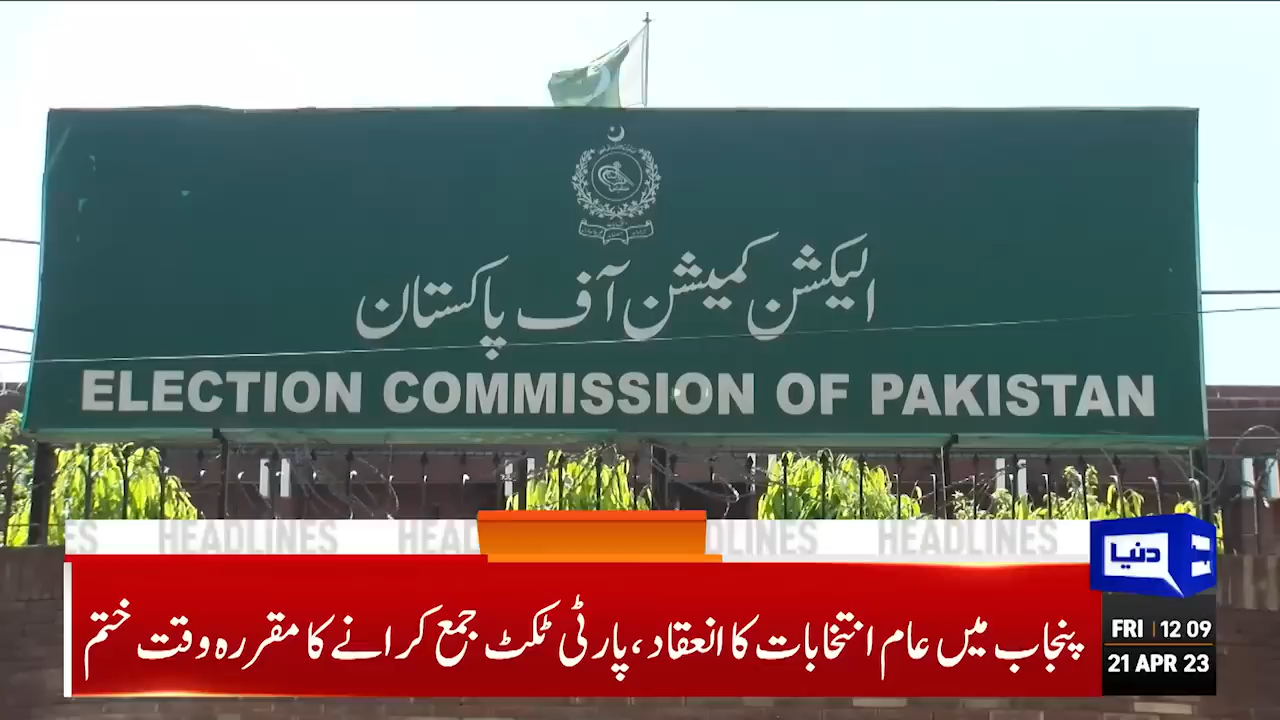 الیکشن کمیشن آف پاکستان
ELECTION COMMISSION OF PAKISTAN
HEADLINES HEADLINES
دنیا
پنجاب میں عام انتخابات کا انعقاد، پارٹی ٹکٹ جمع کرانے کا مقررہ وقت ختم
FRI 12 09
21 APR 23